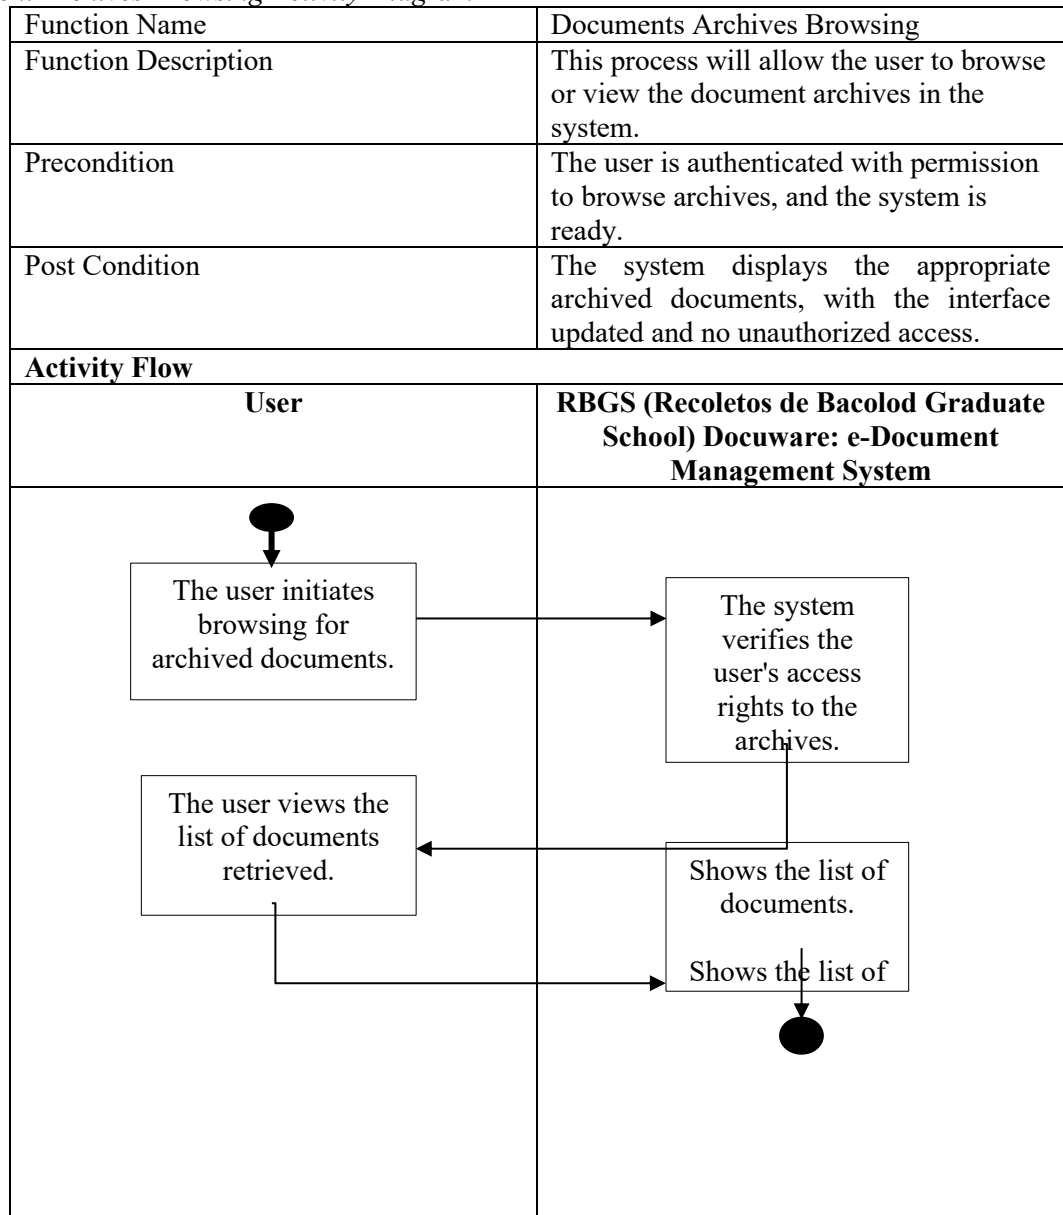 Archives Browsing Activity Diagram
Function Name
Documents Archives Browsing
Function Description
This process will allow the user to browse
or view the document archives in the
system.
Precondition
The user is authenticated with permission
to browse archives, and the system is
ready.
Post Condition
The system displays the appropriate
archived documents, with the interface
updated and no unauthorized access.
Activity Flow
User
RBGS (Recoletos de Bacolod Graduate
School) Docuware: e-Document
Management System
The user initiates
browsing for
archived documents.
The system
verifies the
user's access
rights to the
archives.
The user views the
list of documents
retrieved.
Shows the list of
documents.
Shows the list of